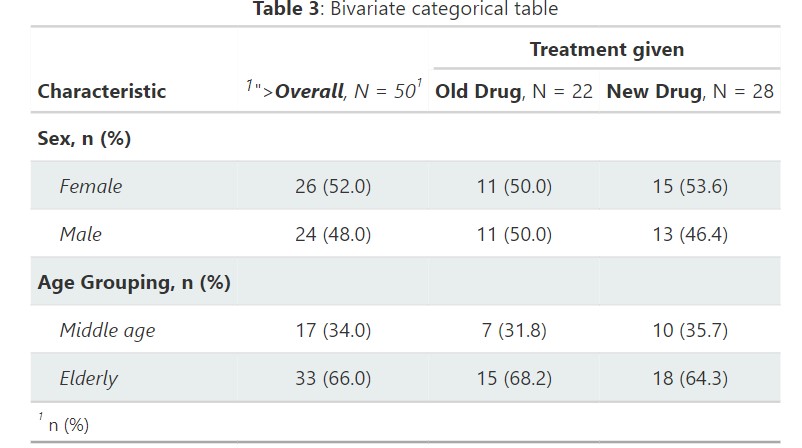 Table 3: Bivariate categorical table
Treatment given
Characteristic 1">Overall, N = 50¹ Old Drug, N = 22 New Drug, N = 28
Sex, n (%)
Female 26 (52.0) 11 (50.0) 15 (53.6)
Male 24 (48.0) 11 (50.0) 13 (46.4)
Age Grouping, n (%)
Middle age 17 (34.0) 7 (31.8) 10 (35.7)
Elderly 33 (66.0) 15 (68.2) 18 (64.3)
¹ n (%)